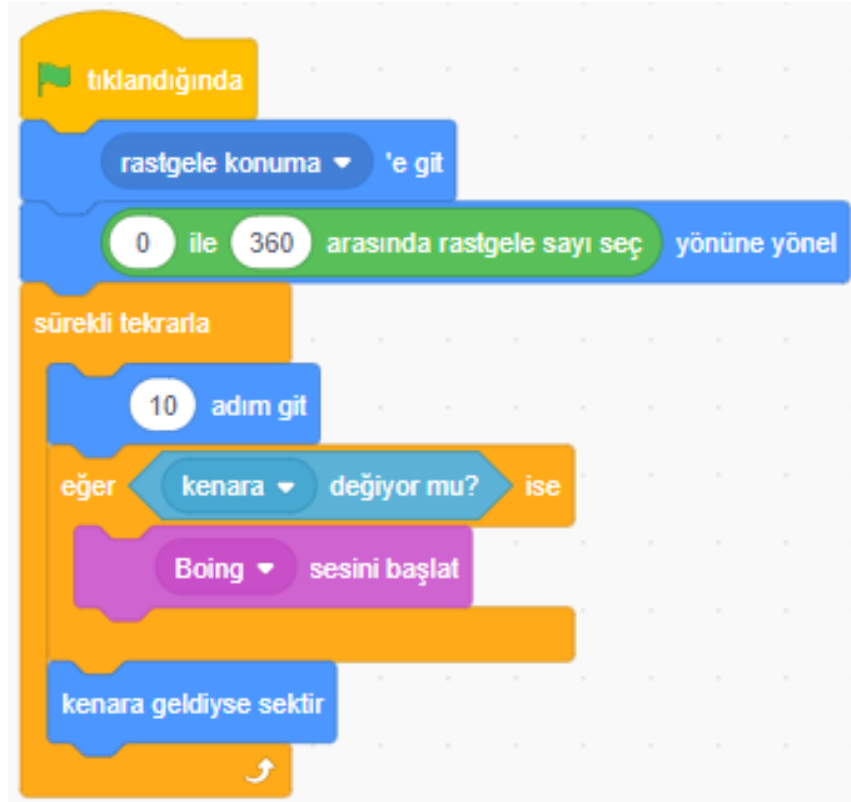 tıklandığında
rastgele konuma 'e git
0 ile 360 arasında rastgele sayı seç yönüne yönel
sürekli tekrarla
10 adım git
eğer kenara değiyor mu? ise
Boing sesini başlat
kenara geldiyse sektir